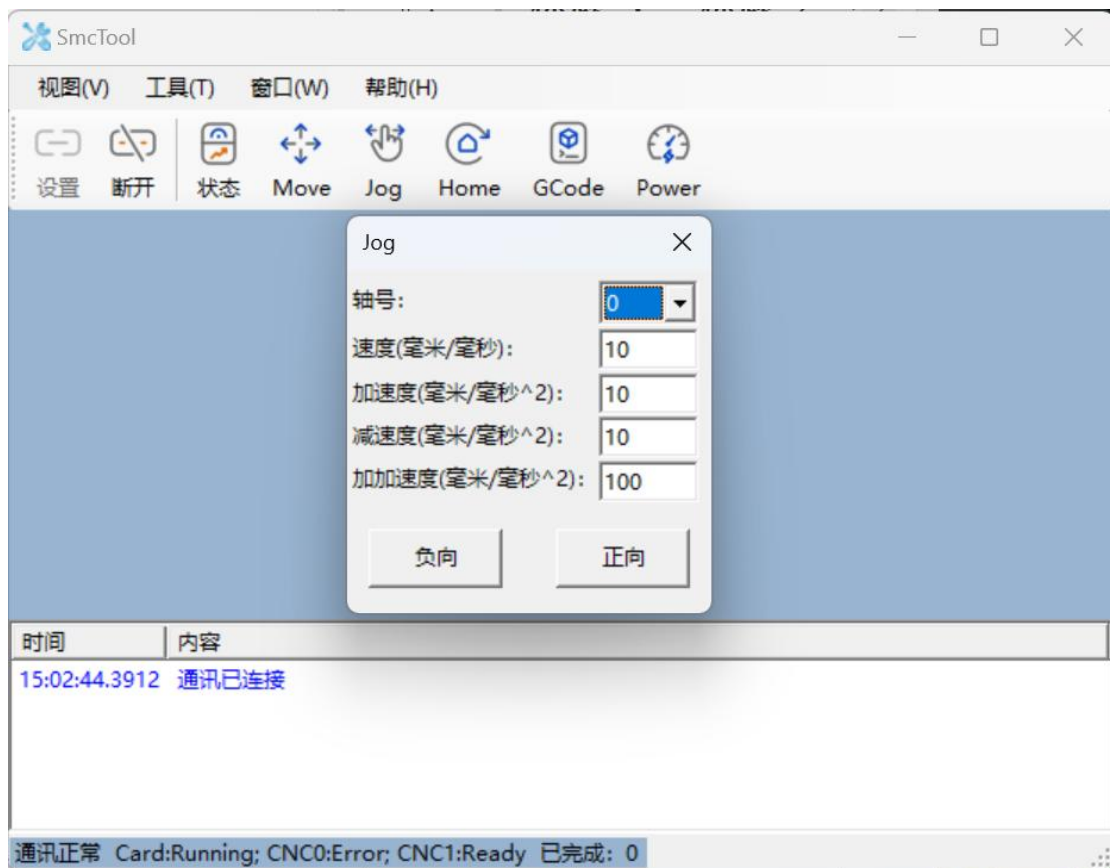 SmcTool
视图(V) 工具(T) 窗口(W) 帮助(H)
设置 断开 状态 Move Jog Home GCode Power
Jog
轴号: 0
速度(毫米/毫秒): 10
加速度(毫米/毫秒^2): 10
减速度(毫米/毫秒^2): 10
加加速度(毫米/毫秒^2): 100
负向 正向
时间 内容
15:02:44.3912 通讯已连接
通讯正常 Card:Running; CNC0:Error; CNC1:Ready 已完成: 0